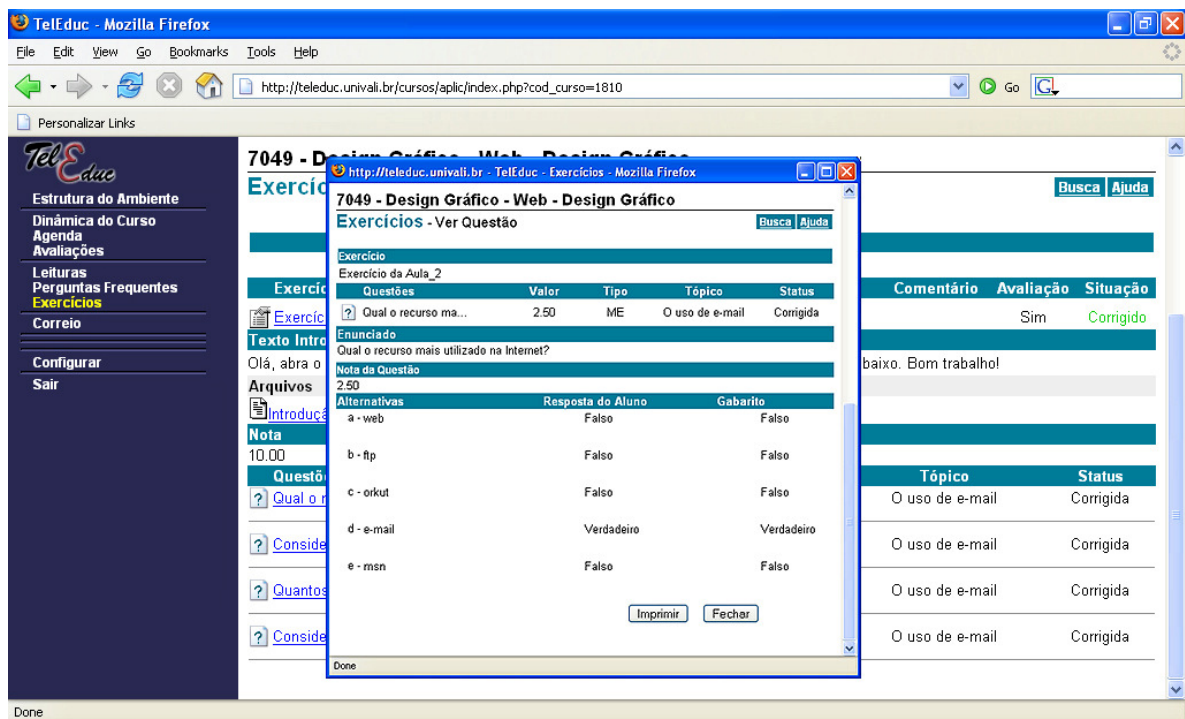 TelEduc - Mozilla Firefox
File Edit View Go Bookmarks Tools Help
http://teleduc.univali.br/cursos/aplic/index.php?cod_curso=1810 Go G
Personalizar Links
TelEduc
Estrutura do Ambiente
Dinâmica do Curso
Agenda
Avaliações
Leituras
Perguntas Frequentes
Exercícios
Correio
Configurar
Sair
7049 - Design Gráfico - Web - Design Gráfico
Exercíc
Busca Ajuda
Exercíc Comentário Avaliação Situação
Exercíc Sim Corrigido
Texto Intro
Olá, abra o baixo. Bom trabalho!
Arquivos
Introduçã
Nota
10.00
Questõ Tópico Status
Qual o r O uso de e-mail Corrigida
Conside O uso de e-mail Corrigida
Quantos O uso de e-mail Corrigida
Conside O uso de e-mail Corrigida
http://teleduc.univali.br - TelEduc - Exercícios - Mozilla Firefox
7049 - Design Gráfico - Web - Design Gráfico
Exercícios - Ver Questão Busca Ajuda
Exercício
Exercício da Aula_2
Questões Valor Tipo Tópico Status
? Qual o recurso ma... 2.50 ME O uso de e-mail Corrigida
Enunciado
Qual o recurso mais utilizado na Internet?
Nota da Questão
2.50
Alternativas Resposta do Aluno Gabarito
a - web Falso Falso
b - ftp Falso Falso
c - orkut Falso Falso
d - e-mail Verdadeiro Verdadeiro
e - msn Falso Falso
Imprimir Fechar
Done
Done